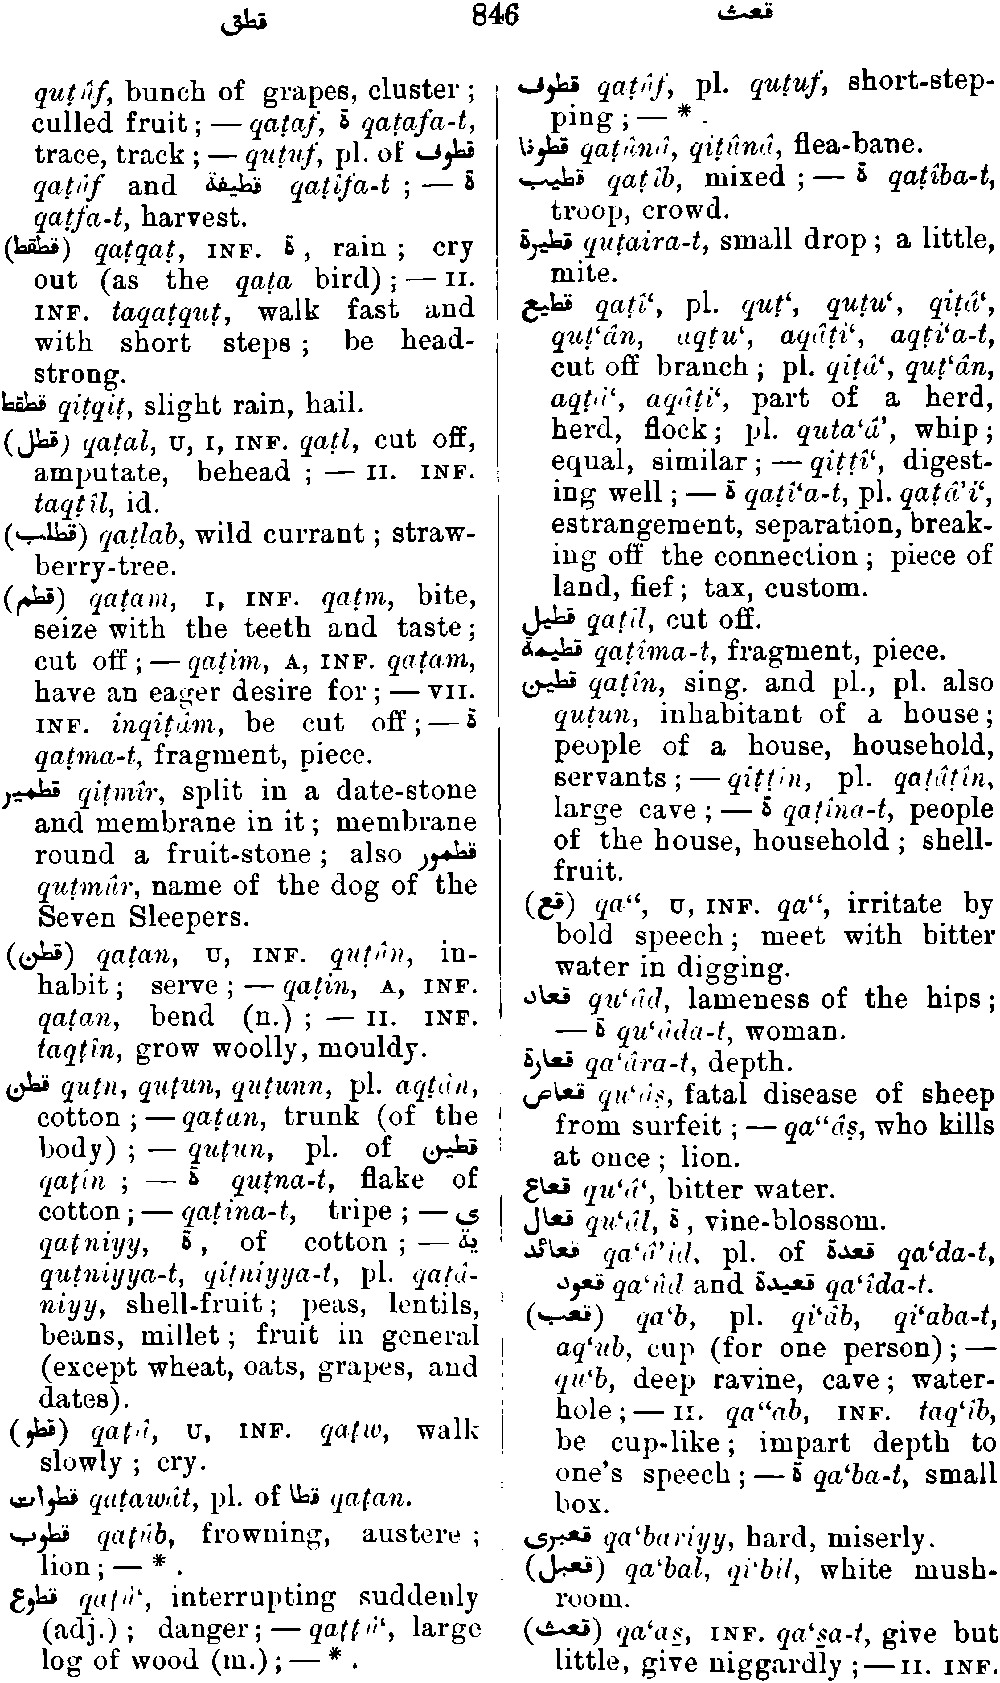 قطق 846 قعث
quṭûf, bunch of grapes, cluster ;
culled fruit ; — qaṭaf, ة qaṭafa-t,
trace, track ; — quṭuf, pl. of قطوف
qaṭûf and قطيفة qaṭîfa-t ; — ة
qaṭfa-t, harvest.
(قطقط) qaṭqaṭ, INF. ة , rain ; cry
out (as the qaṭa bird) ; — II.
INF. taqaṭquṭ, walk fast and
with short steps ; be head-
strong.
قطقط qiṭqiṭ, slight rain, hail.
(قطل) qaṭal, U, I, INF. qaṭl, cut off,
amputate, behead ; — II. INF.
taqṭîl, id.
(قطلب) qaṭlab, wild currant ; straw-
berry-tree.
(قطم) qaṭam, I, INF. qaṭm, bite,
seize with the teeth and taste ;
cut off ; — qaṭim, A, INF. qaṭam,
have an eager desire for ; — VII.
INF. inqiṭâm, be cut off ; — ة
qaṭma-t, fragment, piece.
قطمير qiṭmîr, split in a date-stone
and membrane in it ; membrane
round a fruit-stone ; also قطمور
quṭmûr, name of the dog of the
Seven Sleepers.
(قطن) qaṭan, U, INF. quṭûn, in-
habit ; serve ; — qaṭin, A, INF.
qaṭan, bend (n.) ; — II. INF.
taqṭîn, grow woolly, mouldy.
قطن quṭn, quṭun, quṭunn, pl. aqṭân,
cotton ; — qaṭan, trunk (of the
body) ; — quṭun, pl. of قطين
qaṭîn ; — ة quṭna-t, flake of
cotton ; — qaṭina-t, tripe ; — ى
qaṭniyy, ة , of cotton ; — ية
quṭniyya-t, qiṭniyya-t, pl. qaṭâ-
niyy, shell-fruit ; peas, lentils,
beans, millet ; fruit in general
(except wheat, oats, grapes, and
dates).
(قطو) qaṭâ, U, INF. qaṭw, walk
slowly ; cry.
قطوات qaṭawât, pl. of قطا qaṭan.
قطوب qaṭûb, frowning, austere ;
lion ; — * .
قطوع qaṭû‘, interrupting suddenly
(adj.) ; danger ; — qaṭṭû‘, large
log of wood (m.) ; — * .
قطوف qaṭûf, pl. quṭuf, short-step-
ping ; — * .
قطونا qaṭûnâ, qiṭûnâ, flea-bane.
قطيب qaṭîb, mixed ; — ة qaṭîba-t,
troop, crowd.
قطيرة quṭaira-t, small drop ; a little,
mite.
قطيع qaṭî‘, pl. quṭ‘, quṭu‘, qiṭâ‘,
quṭ‘ân, aqṭu‘, aqâṭi‘, aqṭi‘a-t,
cut off branch ; pl. qiṭâ‘, quṭ‘ân,
aqṭâ‘, aqâṭî‘, part of a herd,
herd, flock ; pl. quta‘â’, whip ;
equal, similar ; — qiṭṭî‘, digest-
ing well ; — ة qaṭî‘a-t, pl. qaṭâ’i‘,
estrangement, separation, break-
ing off the connection ; piece of
land, fief ; tax, custom.
قطيل qaṭîl, cut off.
قطيمة qaṭîma-t, fragment, piece.
قطين qaṭîn, sing. and pl., pl. also
quṭun, inhabitant of a house ;
people of a house, household,
servants ; — qiṭṭîn, pl. qaṭâṭîn,
large cave ; — ة qaṭîna-t, people
of the house, household ; shell-
fruit.
(قع) qa‘‘, U, INF. qa‘‘, irritate by
bold speech ; meet with bitter
water in digging.
قعاد qu‘âd, lameness of the hips ;
— ة qu‘âda-t, woman.
قعارة qa‘âra-t, depth.
قعاص qu‘âṣ, fatal disease of sheep
from surfeit ; — qa‘‘âṣ, who kills
at once ; lion.
قعاع qu‘â‘, bitter water.
قعال qu‘âl, ة , vine-blossom.
قعائد qa‘â’id, pl. of قعدة qa‘da-t,
قعود qa‘ûd and قعيدة qa‘îda-t.
(قعب) qa‘b, pl. qi‘âb, qi‘aba-t,
aq‘ub, cup (for one person) ; —
qu‘b, deep ravine, cave ; water-
hole ; — II. qa‘‘ab, INF. taq‘îb,
be cup-like ; impart depth to
one's speech ; — ة qa‘ba-t, small
box.
قعبرى qa‘bariyy, hard, miserly.
(قعبل) qa‘bal, qi‘bil, white mush-
room.
(قعث) qa‘as̱, INF. qa‘s̱a-t, give but
little, give niggardly ; — II. INF.